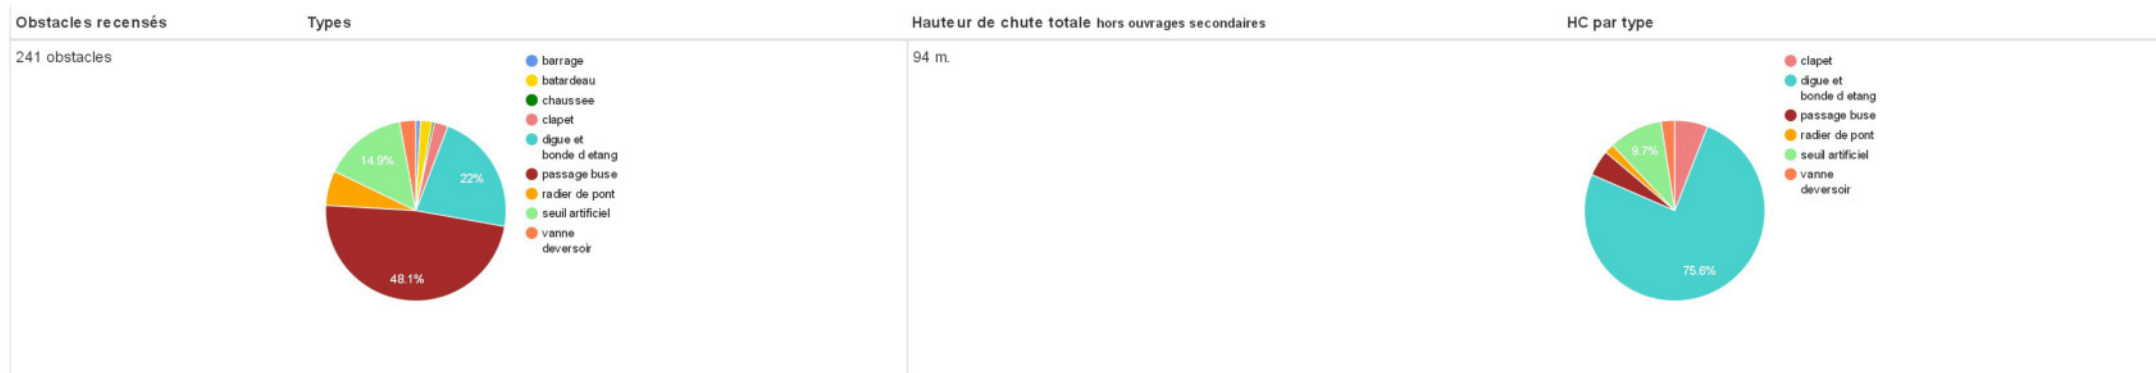 Obstacles recensés
Types
Hauteur de chute totale hors ouvrages secondaires
HC par type
241 obstacles
barrage
batardeau
chaussee
clapet
digue et
bonde d etang
passage buse
radier de pont
seuil artificiel
vanne
deversoir
14.9%
22%
48.1%
94 m.
clapet
digue et
bonde d etang
passage buse
radier de pont
seuil artificiel
vanne
deversoir
9.7%
75.6%